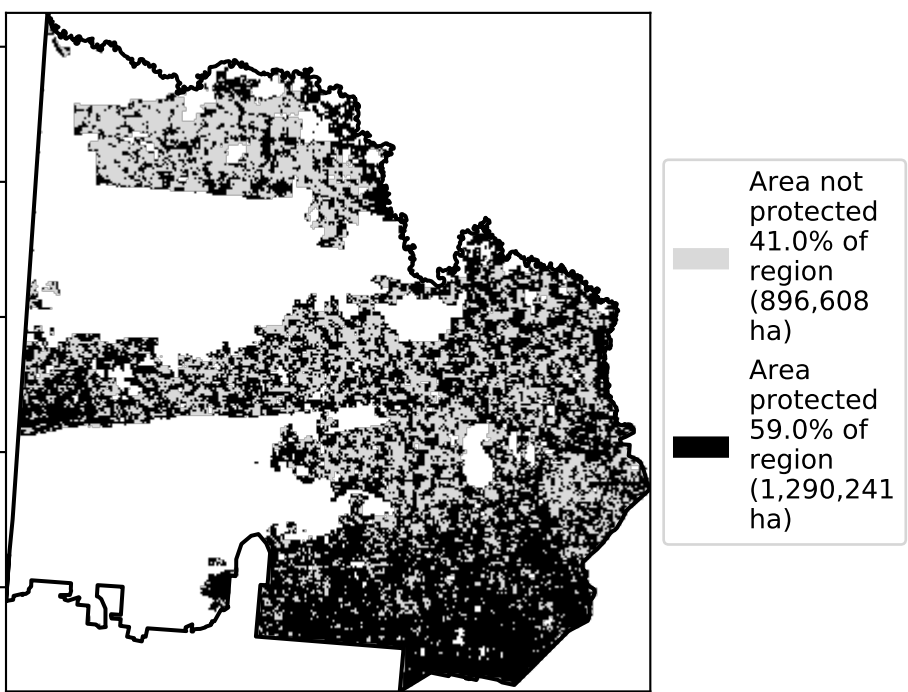 Area not
protected
41.0% of
region
(896,608
ha)
Area
protected
59.0% of
region
(1,290,241
ha)